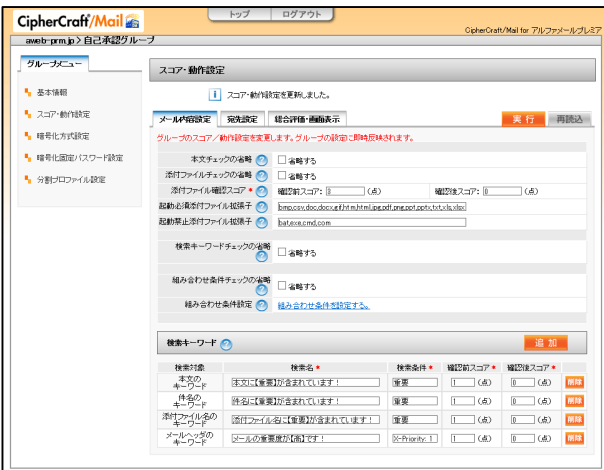 トップ ログアウト
CipherCraft/Mail
CipherCraft/Mail for アルファメールプレミア
aweb-prm.jp > 自己承認グループ
グループメニュー
基本情報
スコア・動作設定
暗号化方式設定
暗号化固定パスワード設定
分割プロファイル設定
スコア・動作設定
スコア・動作設定を更新しました。
メール内容設定 宛先設定 総合評価・画面表示 実行 再読込
グループのスコア／動作設定を変更します。グループの設定に即時反映されます。
本文チェックの省略 省略する
添付ファイルチェックの省略 省略する
添付ファイル確認スコア * 確認前スコア: (点) 確認後スコア: 0 (点)
起動必須添付ファイル拡張子 bmp,csv,doc,docx,gif,htm,html,jpg,pdf,png,ppt,pptx,txt,xls,xlsx
起動禁止添付ファイル拡張子 bat,exe,cmd,com
検索キーワードチェックの省略 省略する
組み合わせ条件チェックの省略 省略する
組み合わせ条件設定 組み合わせ条件を設定する。
検索キーワード 追加
検索対象 検索名 * 検索条件 * 確認前スコア * 確認後スコア *
本文のキーワード 本文に【重要】が含まれています！ 重要 1 (点) 0 (点) 削除
件名のキーワード 件名に【重要】が含まれています！ 重要 1 (点) 0 (点) 削除
添付ファイル名のキーワード 添付ファイル名に【重要】が含まれています！ 重要 1 (点) 0 (点) 削除
メールヘッダのキーワード メールの重要度が【高】です！ X-Priority: 1 1 (点) 0 (点) 削除